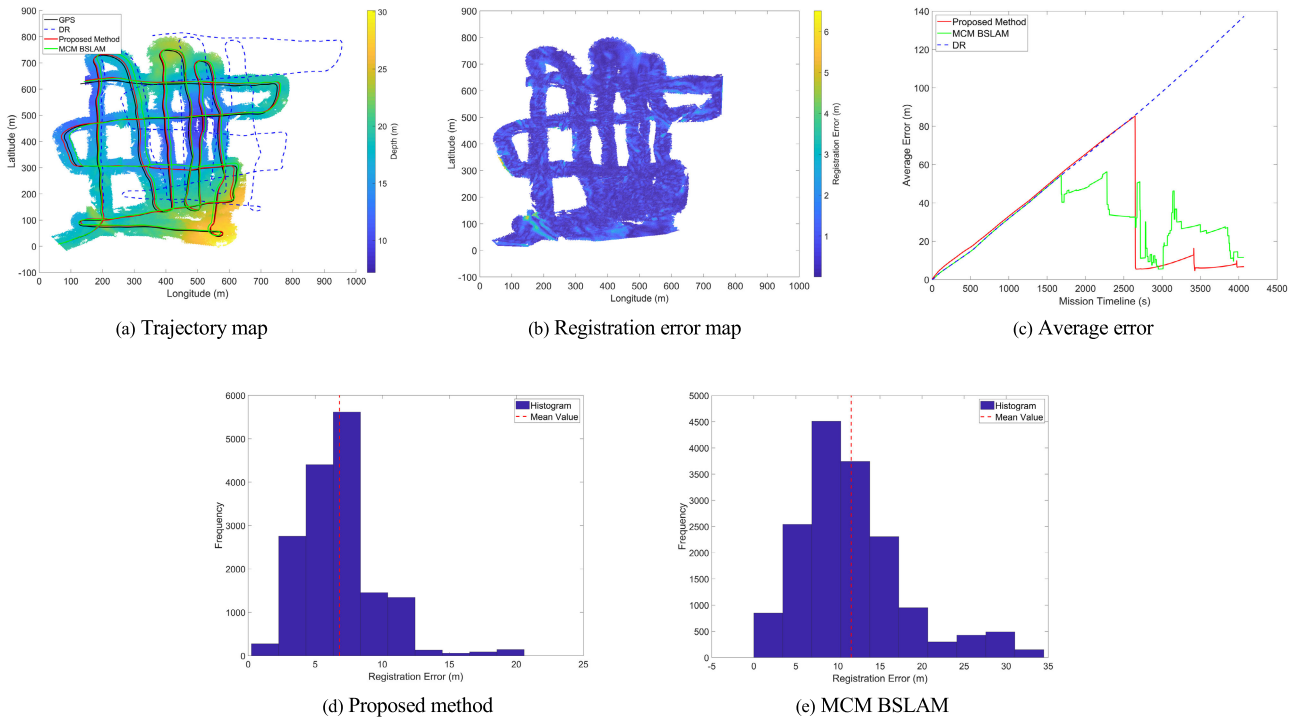 GPS
DR
Proposed Method
MCM BSLAM
900
800
700
600
500
400
300
200
100
0
-100
Latitude (m)
0 100 200 300 400 500 600 700 800 900 1000
Longitude (m)
30
25
20
15
10
Depth (m)
(a) Trajectory map
900
800
700
600
500
400
300
200
100
0
-100
Latitude (m)
0 100 200 300 400 500 600 700 800 900 1000
Longitude (m)
6
5
4
3
2
1
Registration Error (m)
(b) Registration error map
Proposed Method
MCM BSLAM
DR
140
120
100
80
60
40
20
0
Average Error (m)
0 500 1000 1500 2000 2500 3000 3500 4000 4500
Mission Timeline (s)
(c) Average error
Histogram
Mean Value
6000
5000
4000
3000
2000
1000
0
Frequency
0 5 10 15 20 25
Registration Error (m)
(d) Proposed method
Histogram
Mean Value
5000
4500
4000
3500
3000
2500
2000
1500
1000
500
0
Frequency
-5 0 5 10 15 20 25 30 35
Registration Error (m)
(e) MCM BSLAM